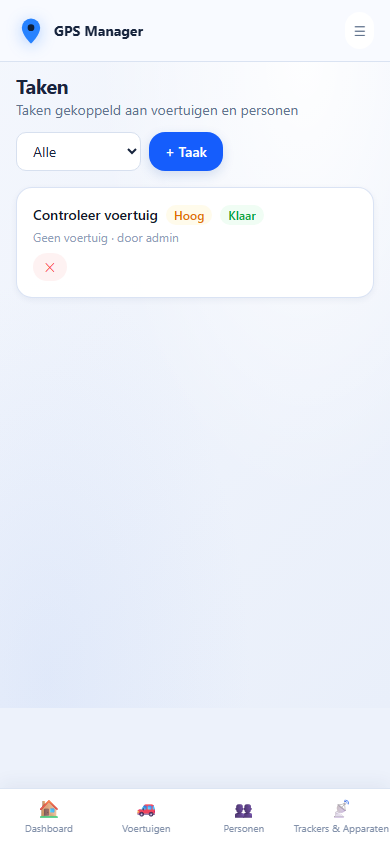 GPS Manager
Taken
Taken gekoppeld aan voertuigen en personen
Alle
+ Taak
Controleer voertuig Hoog Klaar
Geen voertuig · door admin
Dashboard Voertuigen Personen Trackers & Apparaten